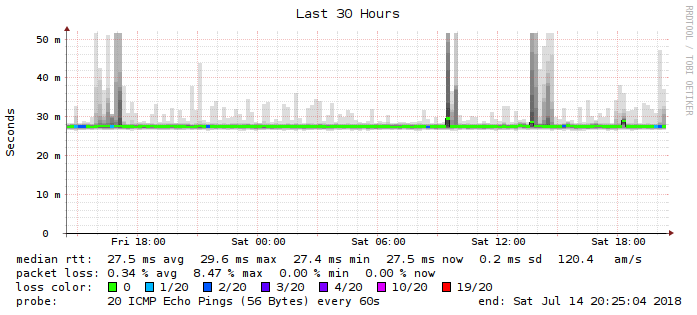 Last 30 Hours
RRDTOOL / TOBI OETIKER
Seconds
50 m
40 m
30 m
20 m
10 m
0
Fri 18:00 Sat 00:00 Sat 06:00 Sat 12:00 Sat 18:00
median rtt: 27.5 ms avg 29.6 ms max 27.4 ms min 27.5 ms now 0.2 ms sd 120.4 am/s
packet loss: 0.34 % avg 8.47 % max 0.00 % min 0.00 % now
loss color: 0 1/20 2/20 3/20 4/20 10/20 19/20
probe: 20 ICMP Echo Pings (56 Bytes) every 60s end: Sat Jul 14 20:25:04 2018